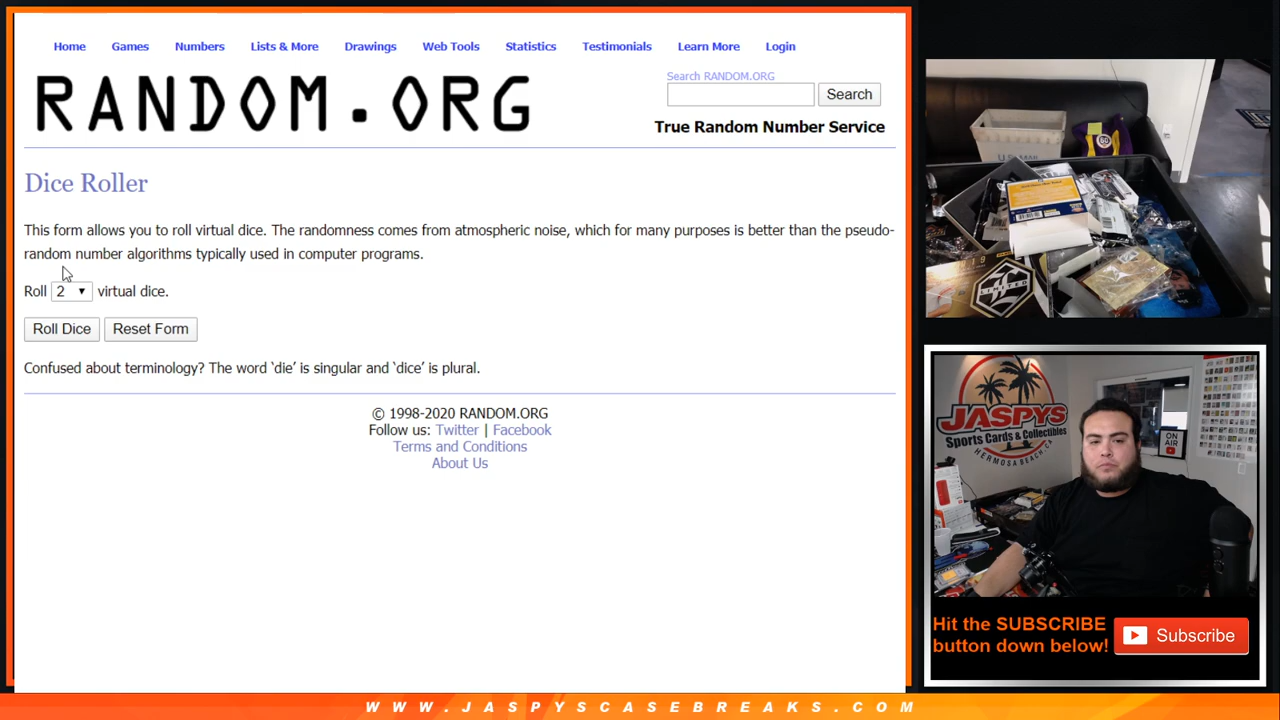 Home Games Numbers Lists & More Drawings Web Tools Statistics Testimonials Learn More Login
RANDOM.ORG
Search RANDOM.ORG
Search
True Random Number Service
Dice Roller
This form allows you to roll virtual dice. The randomness comes from atmospheric noise, which for many purposes is better than the pseudo-
random number algorithms typically used in computer programs.
Roll 2 virtual dice.
Roll Dice Reset Form
Confused about terminology? The word ‘die’ is singular and ‘dice’ is plural.
© 1998-2020 RANDOM.ORG
Follow us: Twitter | Facebook
Terms and Conditions
About Us
LIMITED
JASPYS
Sports Cards & Collectibles
HERMOSA BEACH, CA
ON
AIR
Hit the SUBSCRIBE
button down below!
Subscribe
WWW.JASPYSCASEBREAKS.COM